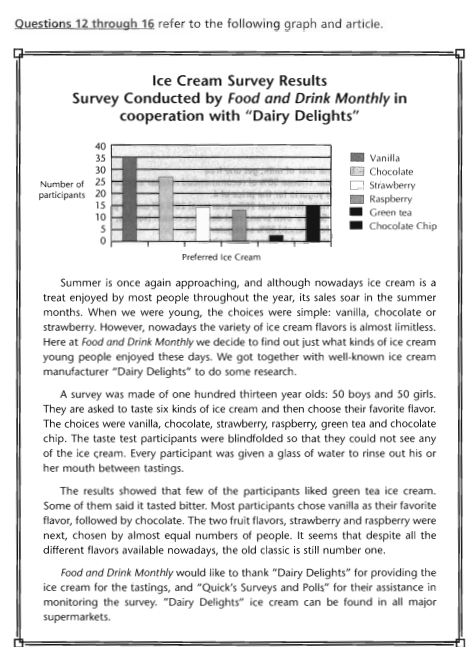 Questions 12 through 16 refer to the following graph and article.
Ice Cream Survey Results
Survey Conducted by Food and Drink Monthly in
cooperation with "Dairy Delights"
40
35
30
25
20
15
10
5
0
Number of
participants
Vanilla
Chocolate
Strawberry
Raspberry
Green tea
Chocolate Chip
Preferred Ice Cream
Summer is once again approaching, and although nowadays ice cream is a
treat enjoyed by most people throughout the year, its sales soar in the summer
months. When we were young, the choices were simple: vanilla, chocolate or
strawberry. However, nowadays the variety of ice cream flavors is almost limitless.
Here at Food and Drink Monthly we decide to find out just what kinds of ice cream
young people enjoyed these days. We got together with well-known ice cream
manufacturer "Dairy Delights" to do some research.
A survey was made of one hundred thirteen year olds: 50 boys and 50 girls.
They are asked to taste six kinds of ice cream and then choose their favorite flavor.
The choices were vanilla, chocolate, strawberry, raspberry, green tea and chocolate
chip. The taste test participants were blindfolded so that they could not see any
of the ice cream. Every participant was given a glass of water to rinse out his or
her mouth between tastings.
The results showed that few of the participants liked green tea ice cream.
Some of them said it tasted bitter. Most participants chose vanilla as their favorite
flavor, followed by chocolate. The two fruit flavors, strawberry and raspberry were
next, chosen by almost equal numbers of people. It seems that despite all the
different flavors available nowadays, the old classic is still number one.
Food and Drink Monthly would like to thank "Dairy Delights" for providing the
ice cream for the tastings, and "Quick's Surveys and Polls" for their assistance in
monitoring the survey. "Dairy Delights" ice cream can be found in all major
supermarkets.